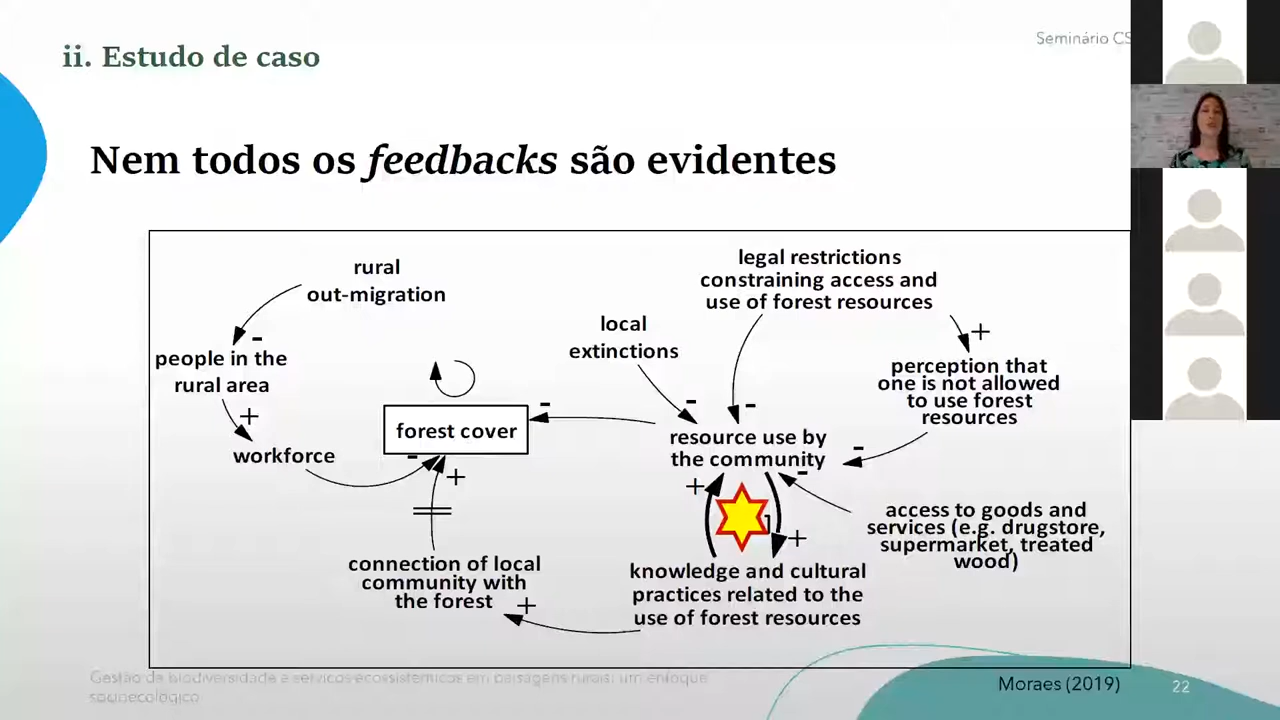 Seminário CS
ii. Estudo de caso
Nem todos os feedbacks são evidentes
rural
out-migration
-
people in the
rural area
+
workforce
-
forest cover
-
+
connection of local
community with
the forest
+
local
extinctions
-
legal restrictions
constraining access and
use of forest resources
-
+
perception that
one is not allowed
to use forest
resources
-
resource use by
the community
-
+
+
access to goods and
services (e.g. drugstore,
supermarket, treated
wood)
knowledge and cultural
practices related to the
use of forest resources
Gestão da biodiversidade e serviços ecossistêmicos em paisagens rurais: um enfoque
socioecológico
Moraes (2019)
22